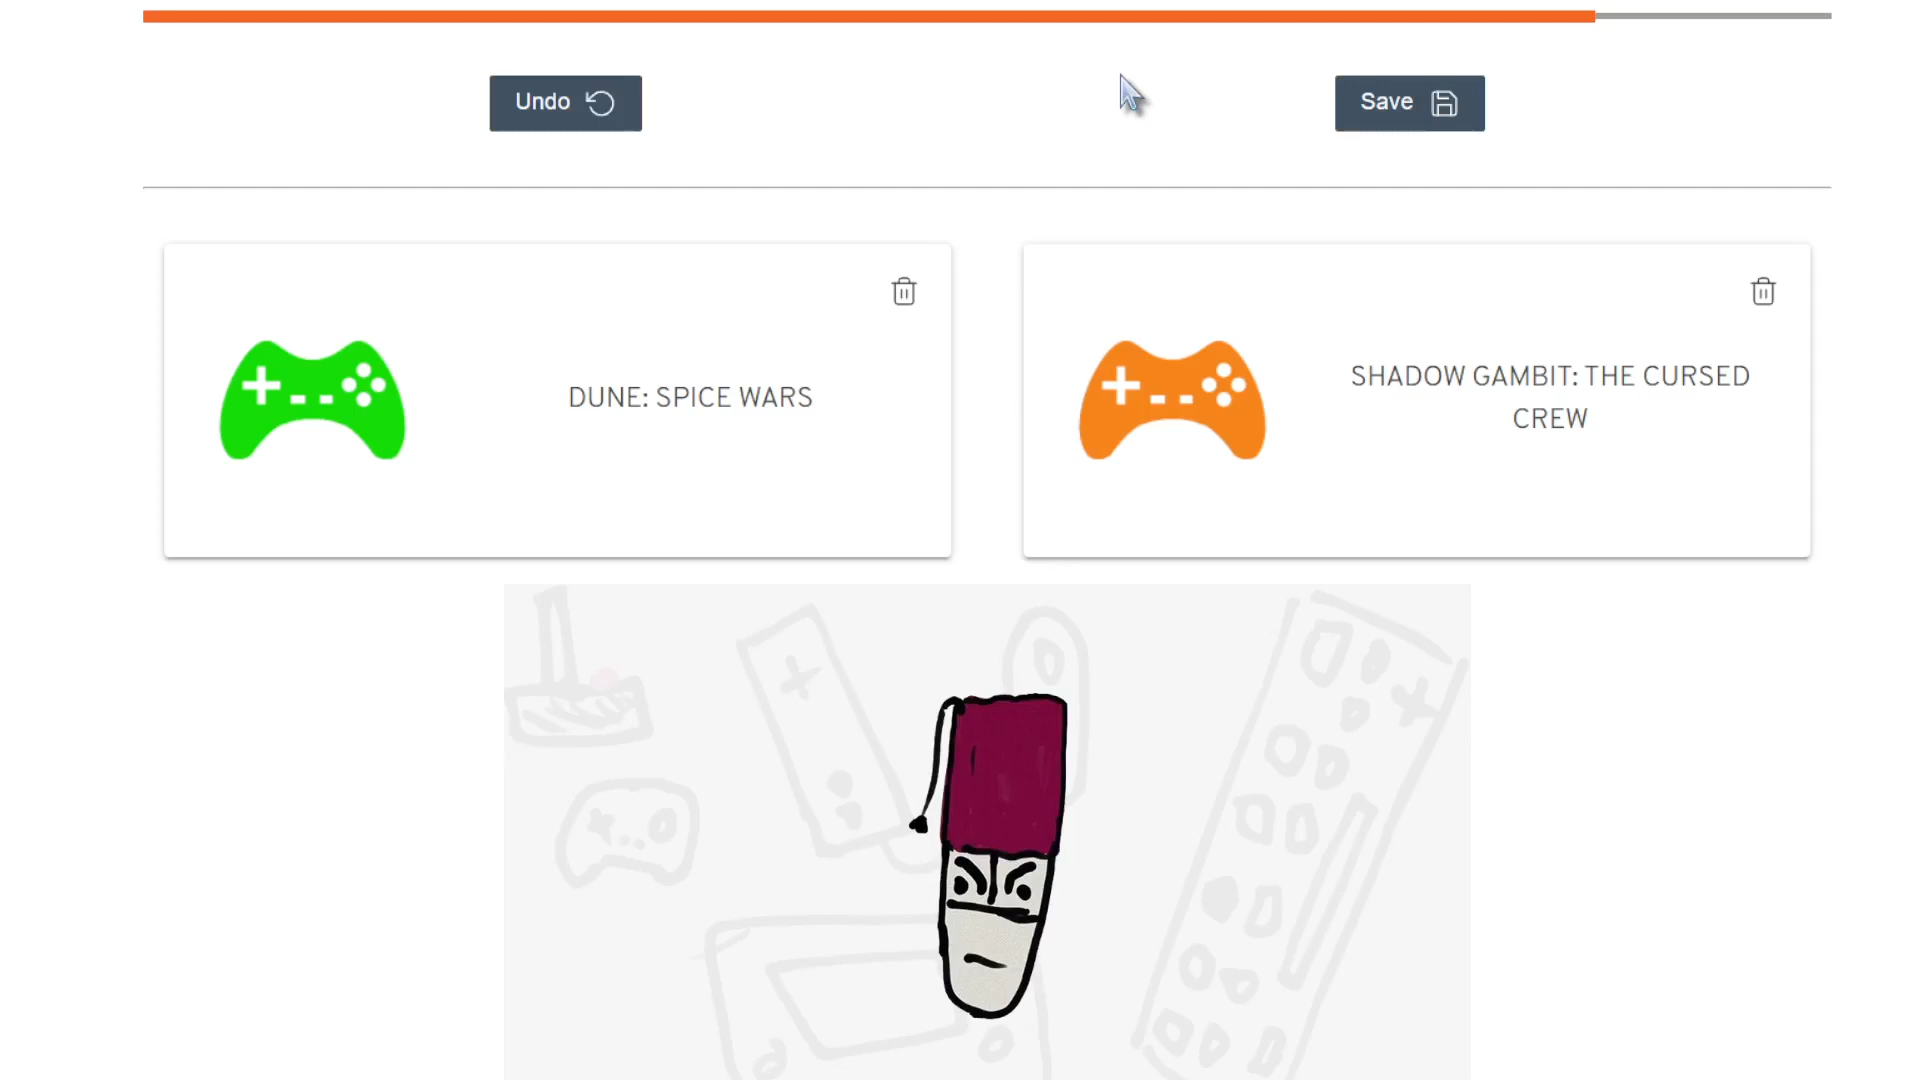 Undo
Save
DUNE: SPICE WARS
SHADOW GAMBIT: THE CURSED
CREW